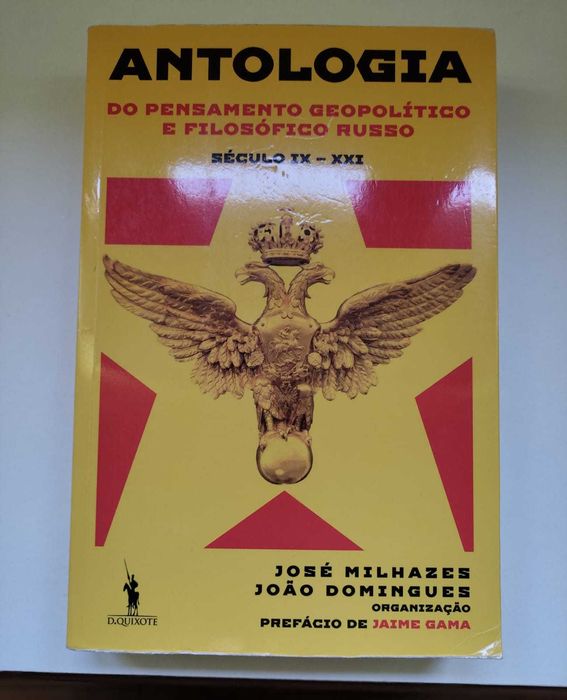 ANTOLOGIA
DO PENSAMENTO GEOPOLÍTICO
E FILOSÓFICO RUSSO
SÉCULO IX – XXI
JOSÉ MILHAZES
JOÃO DOMINGUES
ORGANIZAÇÃO
PREFÁCIO DE JAIME GAMA
D.QUIXOTE